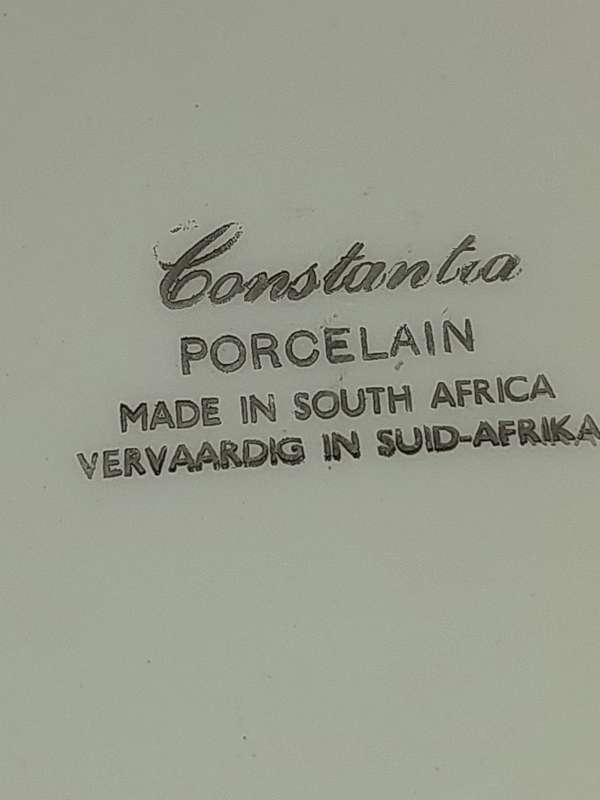 Constantia
PORCELAIN
MADE IN SOUTH AFRICA
VERVAARDIG IN SUID-AFRIKA